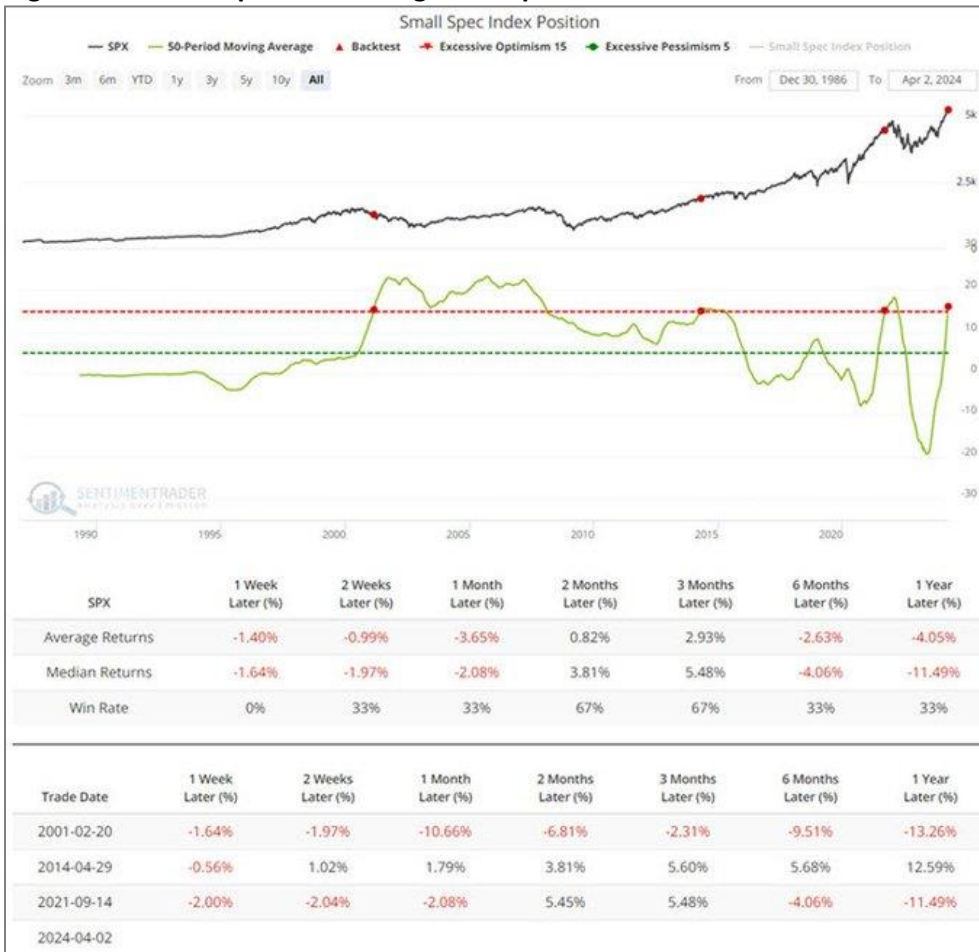 Small Spec Index Position
SPX 50-Period Moving Average Backtest Excessive Optimism 15 Excessive Pessimism 5 Small Spec Index Position
Zoom 3m 6m YTD 1y 3y 5y 10y All From Dec 30, 1986 To Apr 2, 2024
5k
2.5k
0
30
20
10
0
-10
-20
-30
SENTIMENTRADER
Analysis over Emotion
1990 1995 2000 2005 2010 2015 2020
SPX 1 Week Later (%) 2 Weeks Later (%) 1 Month Later (%) 2 Months Later (%) 3 Months Later (%) 6 Months Later (%) 1 Year Later (%)
Average Returns -1.40% -0.99% -3.65% 0.82% 2.93% -2.63% -4.05%
Median Returns -1.64% -1.97% -2.08% 3.81% 5.48% -4.06% -11.49%
Win Rate 0% 33% 33% 67% 67% 33% 33%
Trade Date 1 Week Later (%) 2 Weeks Later (%) 1 Month Later (%) 2 Months Later (%) 3 Months Later (%) 6 Months Later (%) 1 Year Later (%)
2001-02-20 -1.64% -1.97% -10.66% -6.81% -2.31% -9.51% -13.26%
2014-04-29 -0.56% 1.02% 1.79% 3.81% 5.60% 5.68% 12.59%
2021-09-14 -2.00% -2.04% -2.08% 5.45% 5.48% -4.06% -11.49%
2024-04-02